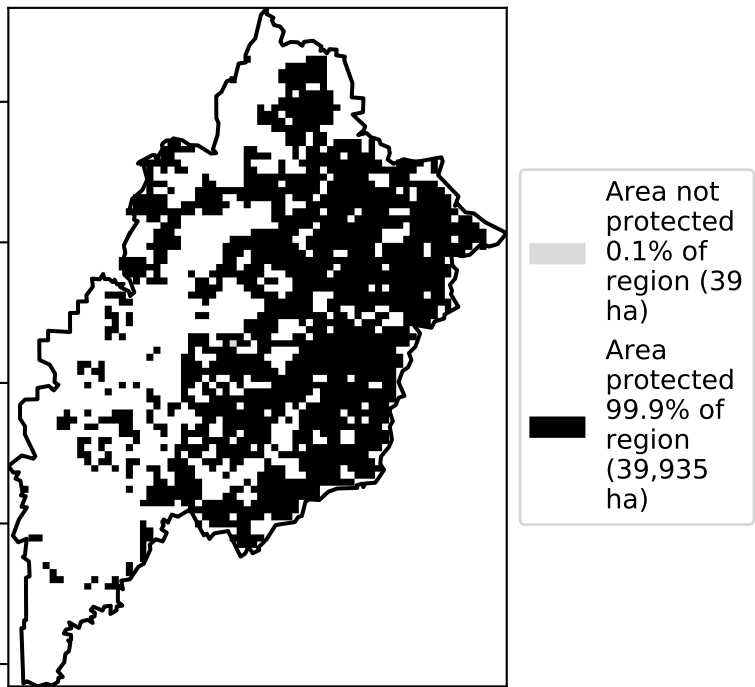 Area not
protected
0.1% of
region (39
ha)
Area
protected
99.9% of
region
(39,935
ha)